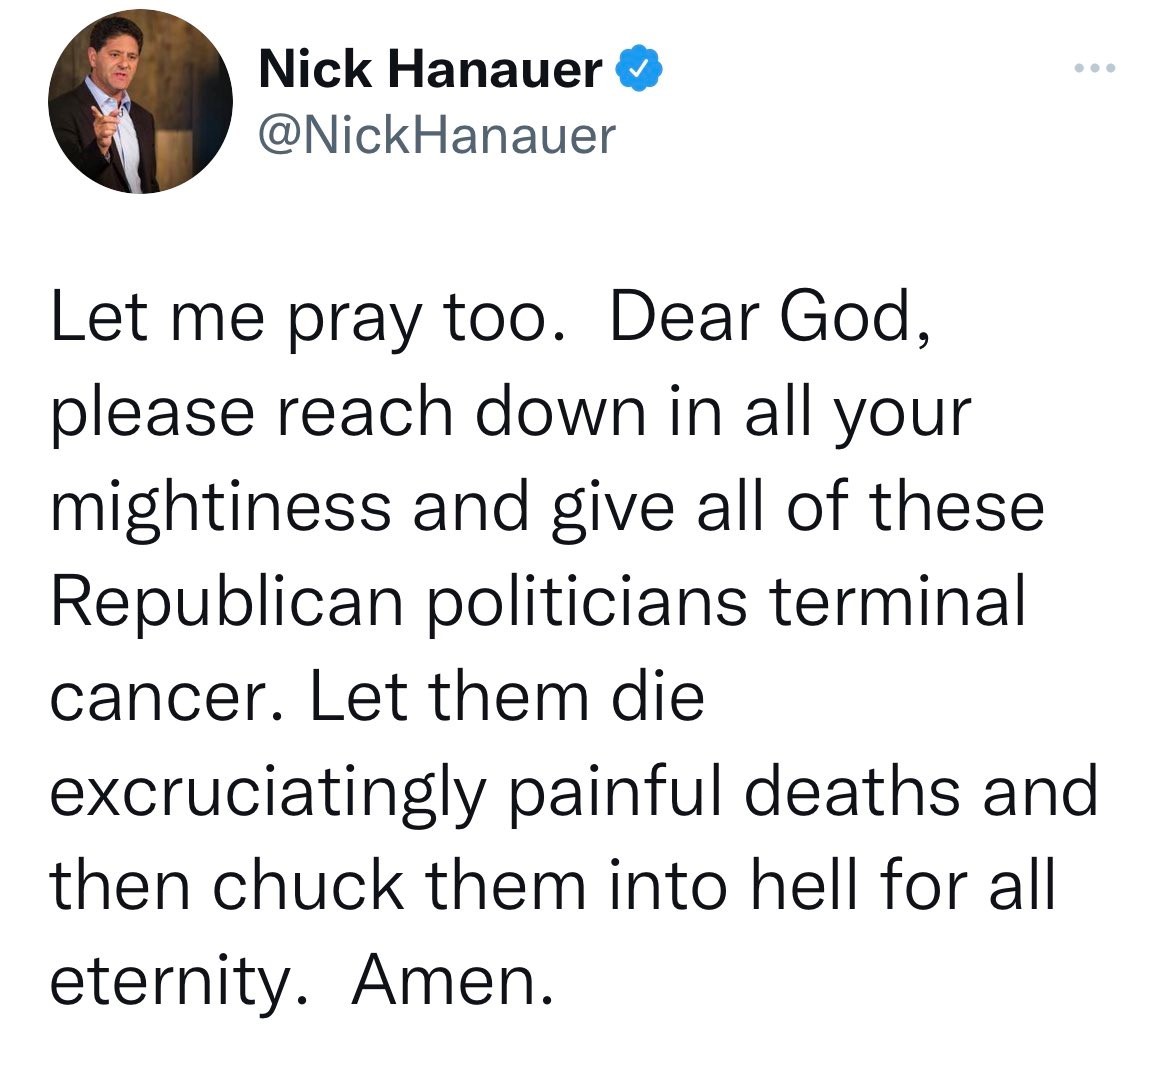 Nick Hanauer
@NickHanauer
Let me pray too.  Dear God,
please reach down in all your
mightiness and give all of these
Republican politicians terminal
cancer. Let them die
excruciatingly painful deaths and
then chuck them into hell for all
eternity.  Amen.